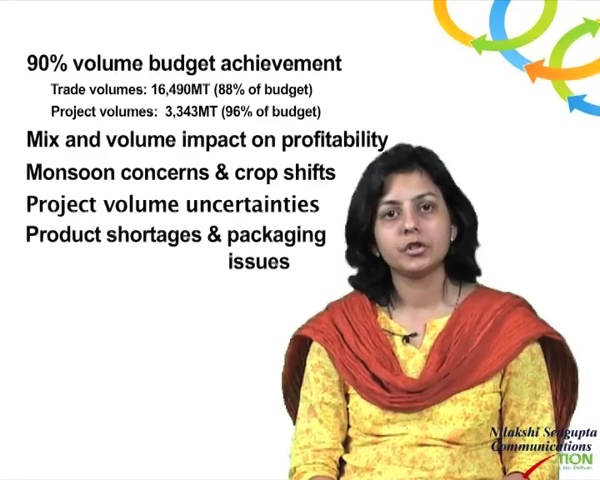 90% volume budget achievement
Trade volumes: 16,490MT (88% of budget)
Project volumes: 3,343MT (96% of budget)
Mix and volume impact on profitability
Monsoon concerns & crop shifts
Project volume uncertainties
Product shortages & packaging
issues
Nilakshi Sengupta
Communications
TION